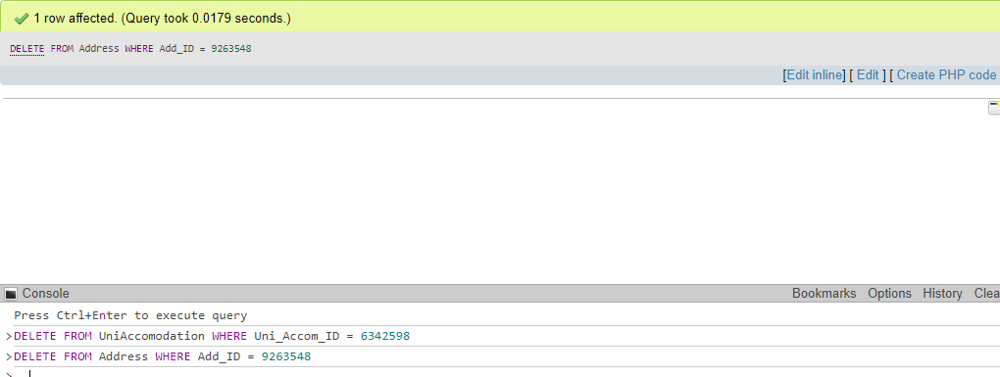 1 row affected. (Query took 0.0179 seconds.)
DELETE FROM Address WHERE Add_ID = 9263548
[Edit inline] [ Edit ] [ Create PHP code
Console Bookmarks Options History Clea
Press Ctrl+Enter to execute query
>DELETE FROM UniAccomodation WHERE Uni_Accom_ID = 6342598
>DELETE FROM Address WHERE Add_ID = 9263548
>